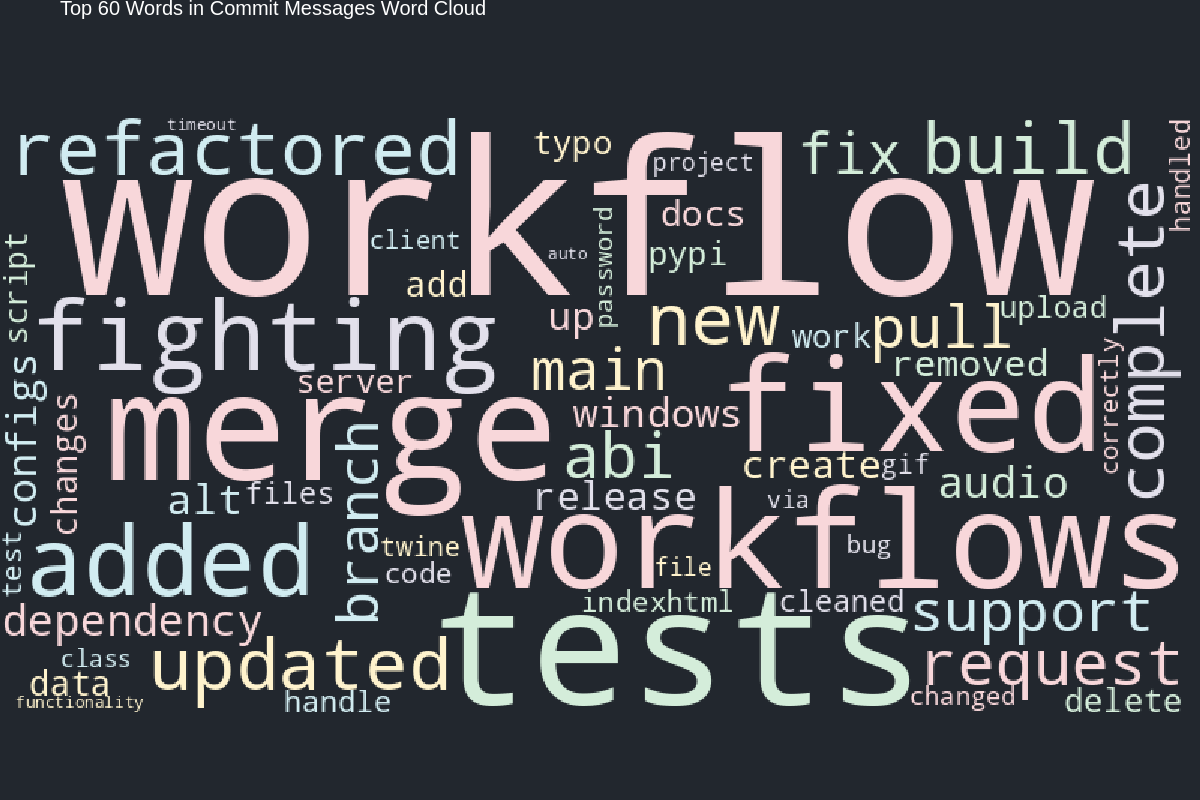 Top 60 Words in Commit Messages Word Cloud
timeout
refactored
typo
project
fix
build
handled
workflow
client
docs
pypi
auto
password
add
script
complete
fighting
up
new
work
pull
upload
removed
main
server
fixed
correctly
configs
changes
merge
windows
branch
abi
create
gif
audio
alt
files
release
via
workflows
added
test
twine
code
file
bug
indexhtml
cleaned
support
dependency
tests
class
data
functionality
updated
handle
request
changed
delete